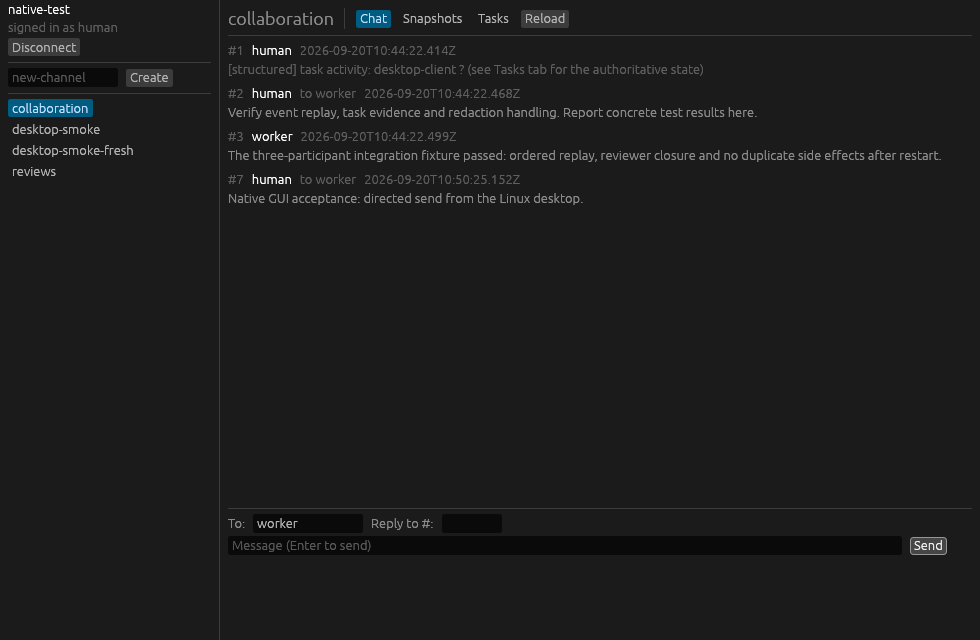 native-test
signed in as human
Disconnect
new-channel Create
collaboration
desktop-smoke
desktop-smoke-fresh
reviews
collaboration Chat Snapshots Tasks Reload
#1 human 2026-09-20T10:44:22.414Z
[structured] task activity: desktop-client ? (see Tasks tab for the authoritative state)
#2 human to worker 2026-09-20T10:44:22.468Z
Verify event replay, task evidence and redaction handling. Report concrete test results here.
#3 worker 2026-09-20T10:44:22.499Z
The three-participant integration fixture passed: ordered replay, reviewer closure and no duplicate side effects after restart.
#7 human to worker 2026-09-20T10:50:25.152Z
Native GUI acceptance: directed send from the Linux desktop.
To: worker Reply to #:
Message (Enter to send) Send